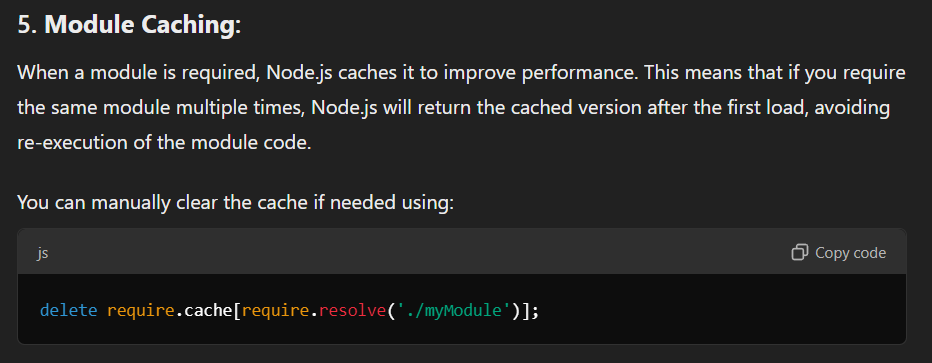 5. Module Caching:
When a module is required, Node.js caches it to improve performance. This means that if you require
the same module multiple times, Node.js will return the cached version after the first load, avoiding
re-execution of the module code.
You can manually clear the cache if needed using:
js
Copy code
delete require.cache[require.resolve('./myModule')];